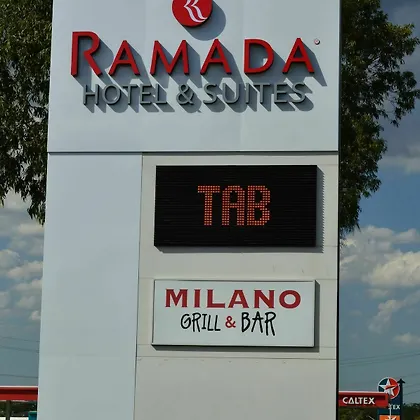 RAMADA
HOTEL & SUITES
TAB
MILANO
GRILL & BAR
CALTEX